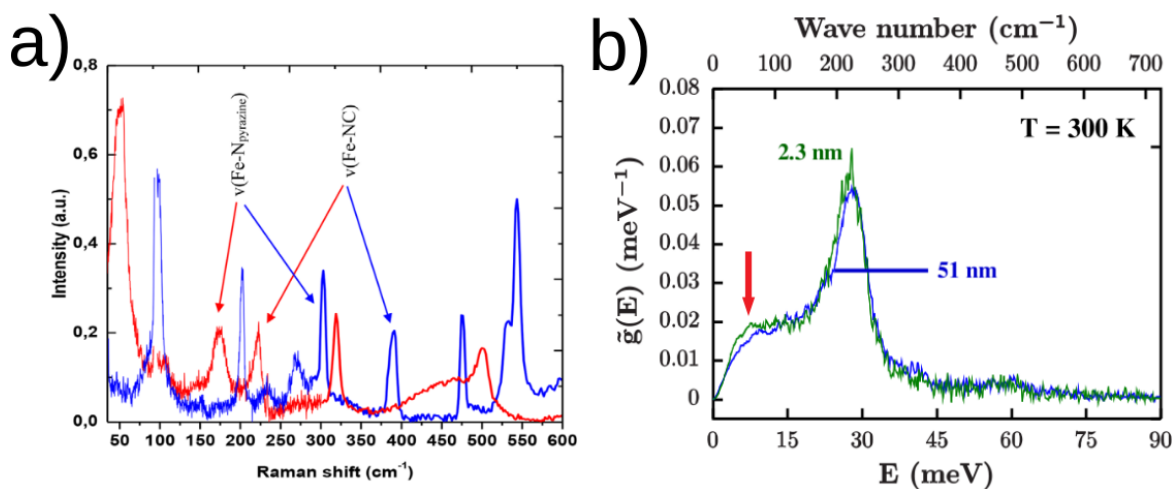 a)
0,8
0,6
0,4
0,2
0,0
Intensity (a.u.)
ν(Fe-Npyrazine)
ν(Fe-NC)
50 100 150 200 250 300 350 400 450 500 550 600
Raman shift (cm⁻¹)
b)
Wave number (cm⁻¹)
0 100 200 300 400 500 600 700
0.08
0.07
0.06
0.05
0.04
0.03
0.02
0.01
0
g̃(E) (meV⁻¹)
T = 300 K
2.3 nm
51 nm
0 15 30 45 60 75 90
E (meV)